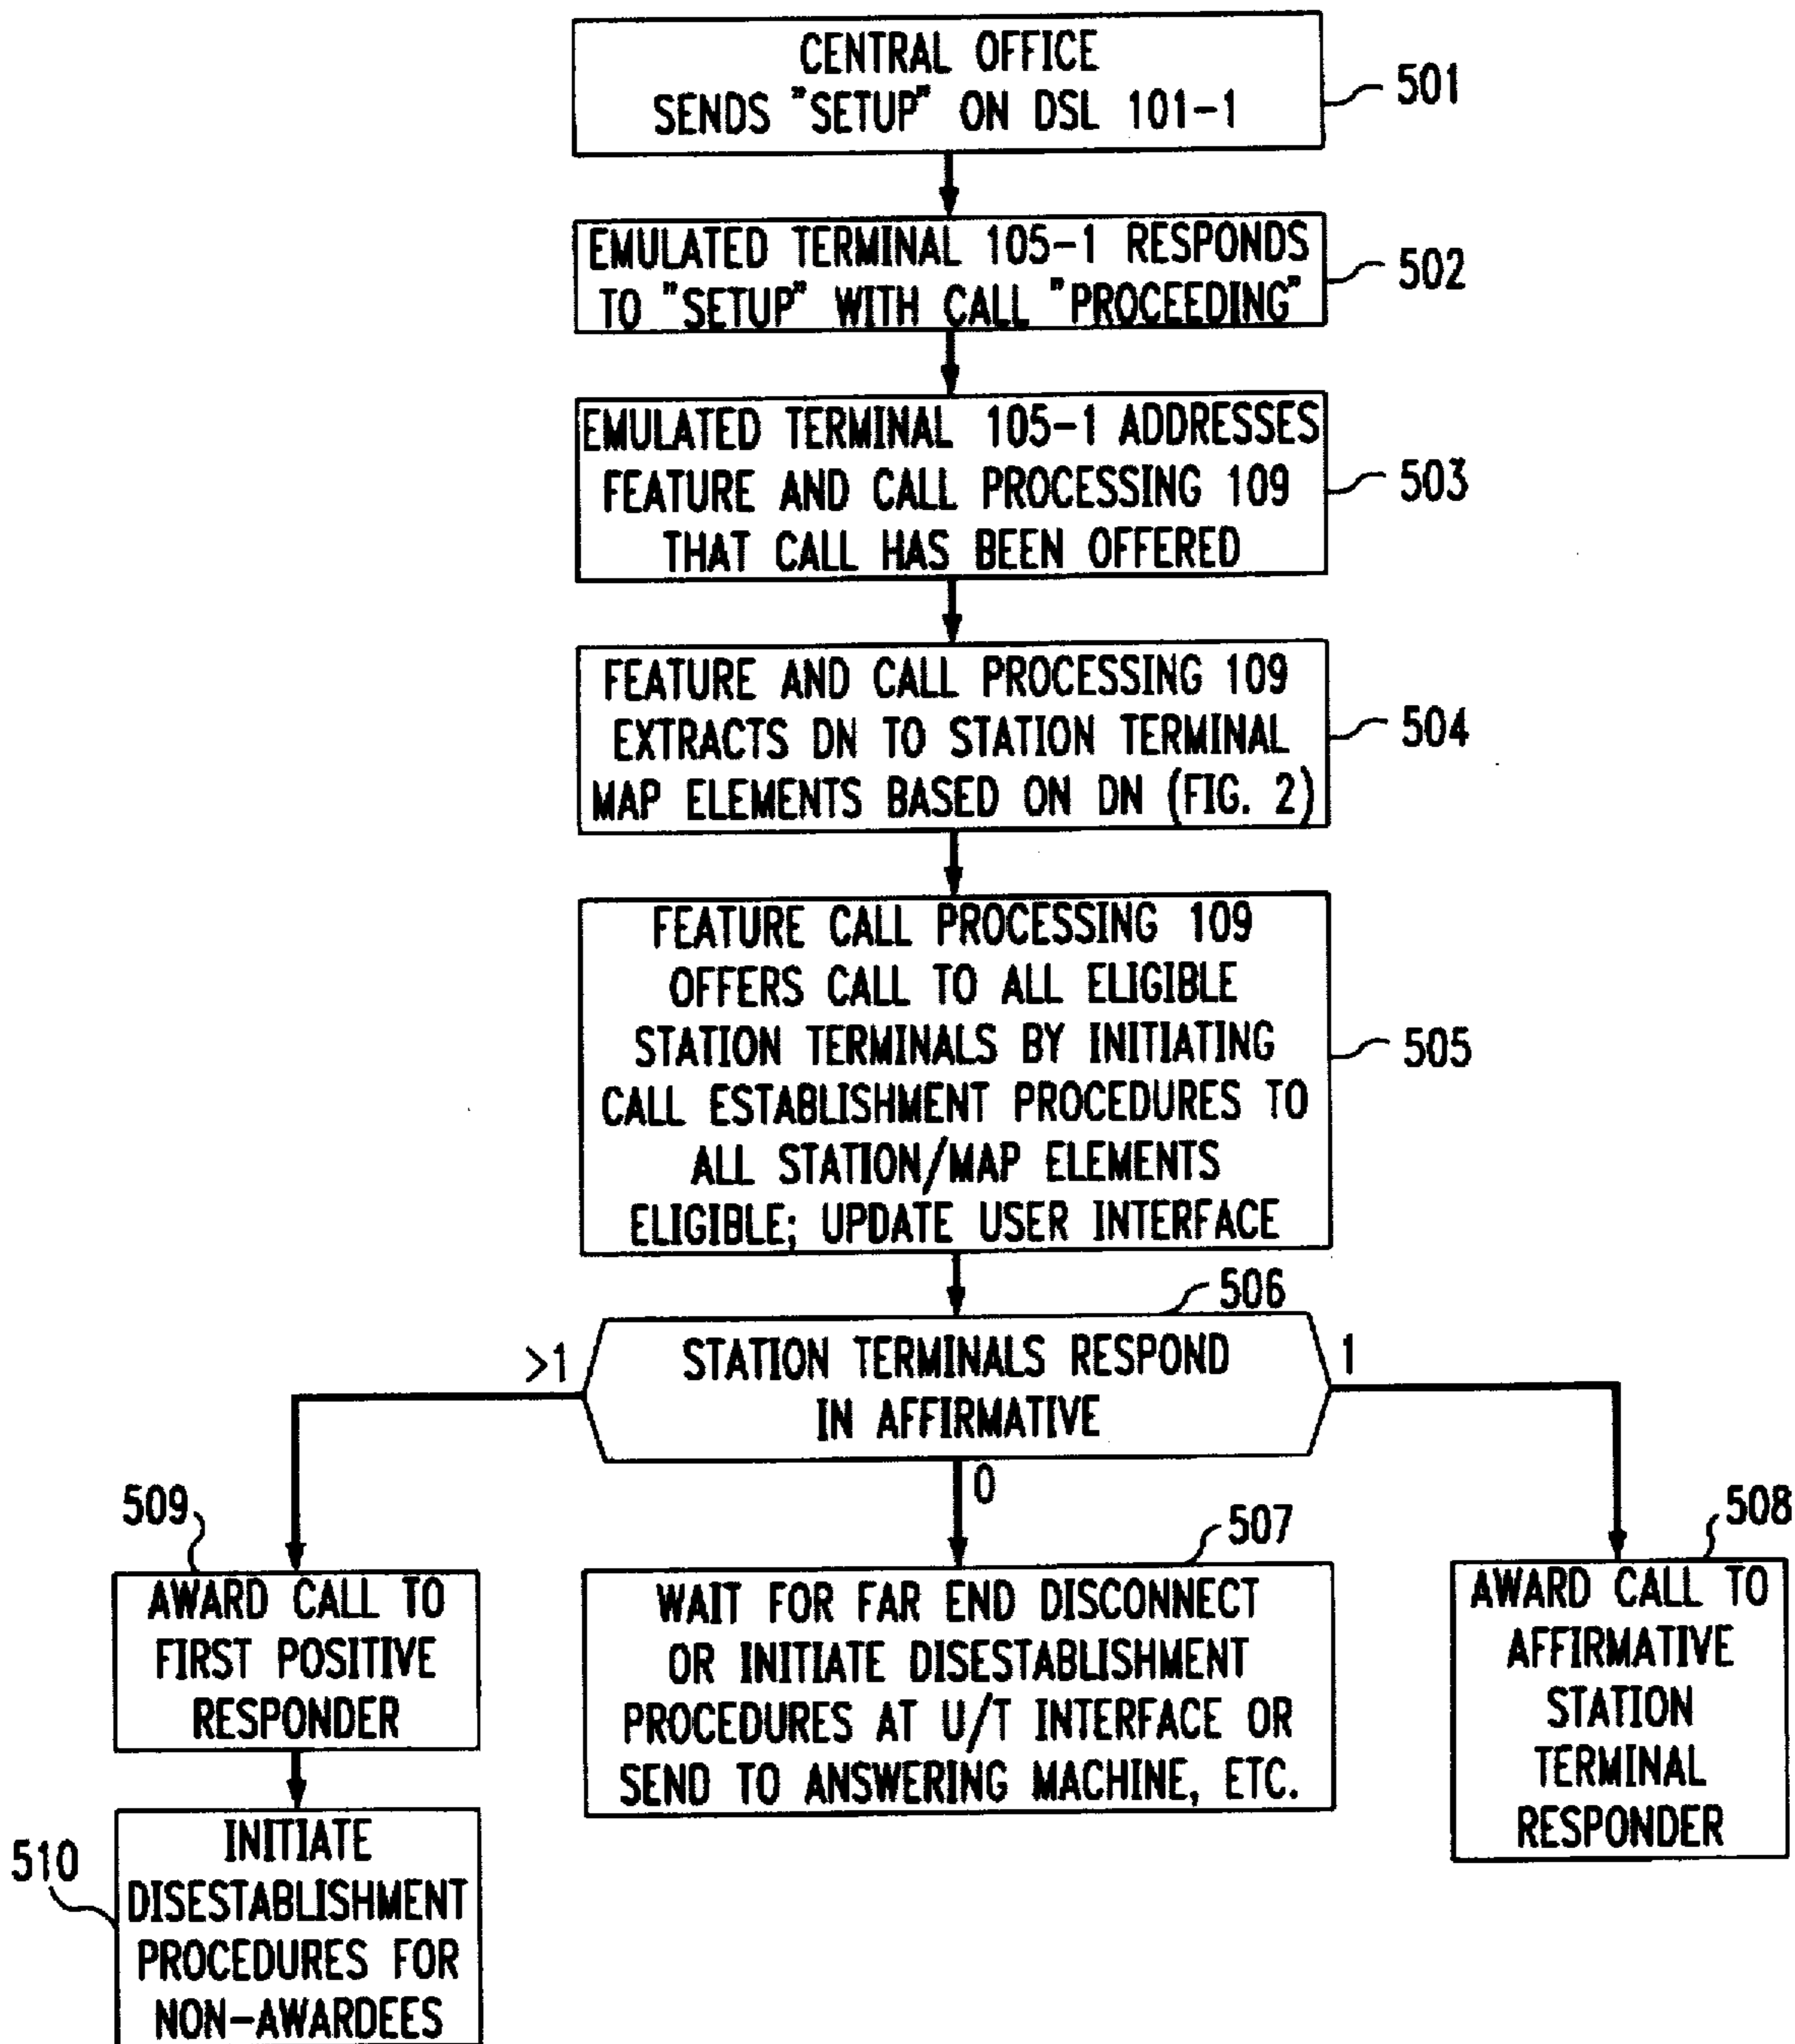 CENTRAL OFFICE
SENDS "SETUP" ON DSL 101-1
501
EMULATED TERMINAL 105-1 RESPONDS
TO "SETUP" WITH CALL "PROCEEDING"
502
EMULATED TERMINAL 105-1 ADDRESSES
FEATURE AND CALL PROCESSING 109
THAT CALL HAS BEEN OFFERED
503
FEATURE AND CALL PROCESSING 109
EXTRACTS DN TO STATION TERMINAL
MAP ELEMENTS BASED ON DN (FIG. 2)
504
FEATURE CALL PROCESSING 109
OFFERS CALL TO ALL ELIGIBLE
STATION TERMINALS BY INITIATING
CALL ESTABLISHMENT PROCEDURES TO
ALL STATION/MAP ELEMENTS
ELIGIBLE; UPDATE USER INTERFACE
505
506
STATION TERMINALS RESPOND
IN AFFIRMATIVE
>1
1
0
509
AWARD CALL TO
FIRST POSITIVE
RESPONDER
507
WAIT FOR FAR END DISCONNECT
OR INITIATE DISESTABLISHMENT
PROCEDURES AT U/T INTERFACE OR
SEND TO ANSWERING MACHINE, ETC.
508
AWARD CALL TO
AFFIRMATIVE
STATION
TERMINAL
RESPONDER
510
INITIATE
DISESTABLISHMENT
PROCEDURES FOR
NON-AWARDEES